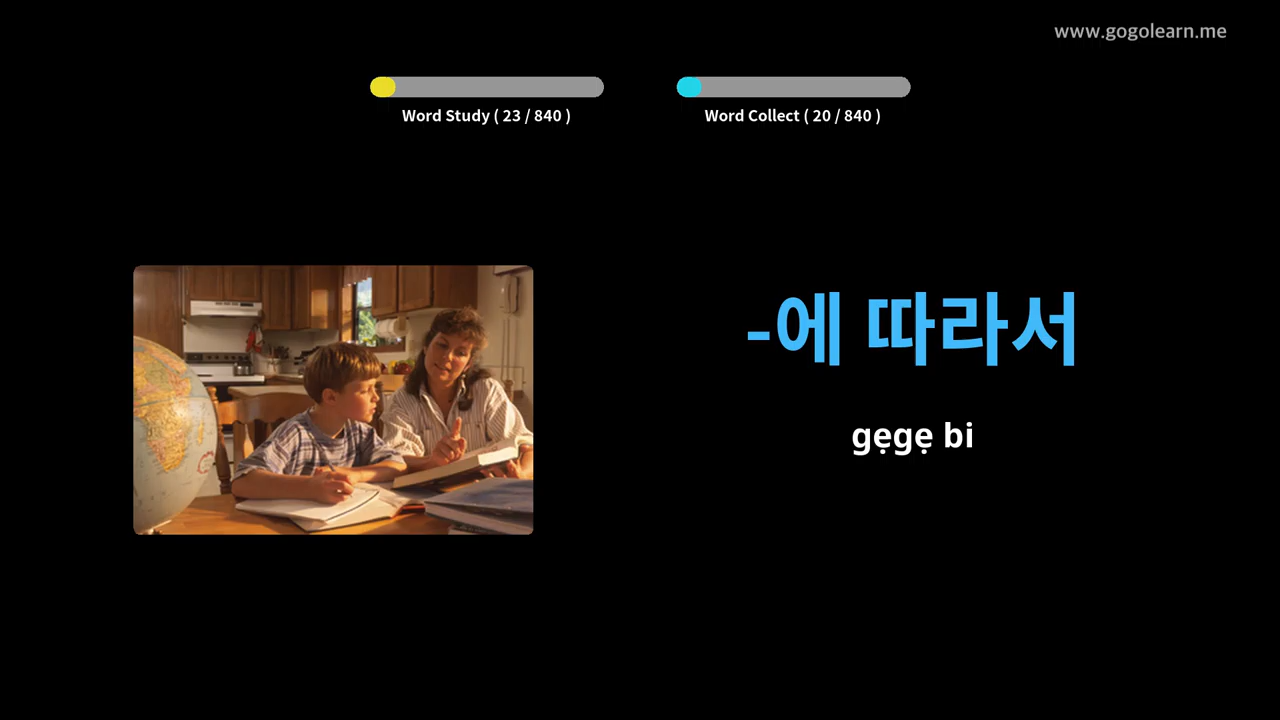 www.gogolearn.me
Word Study ( 23 / 840 )
Word Collect ( 20 / 840 )
-에 따라서
gẹgẹ bi